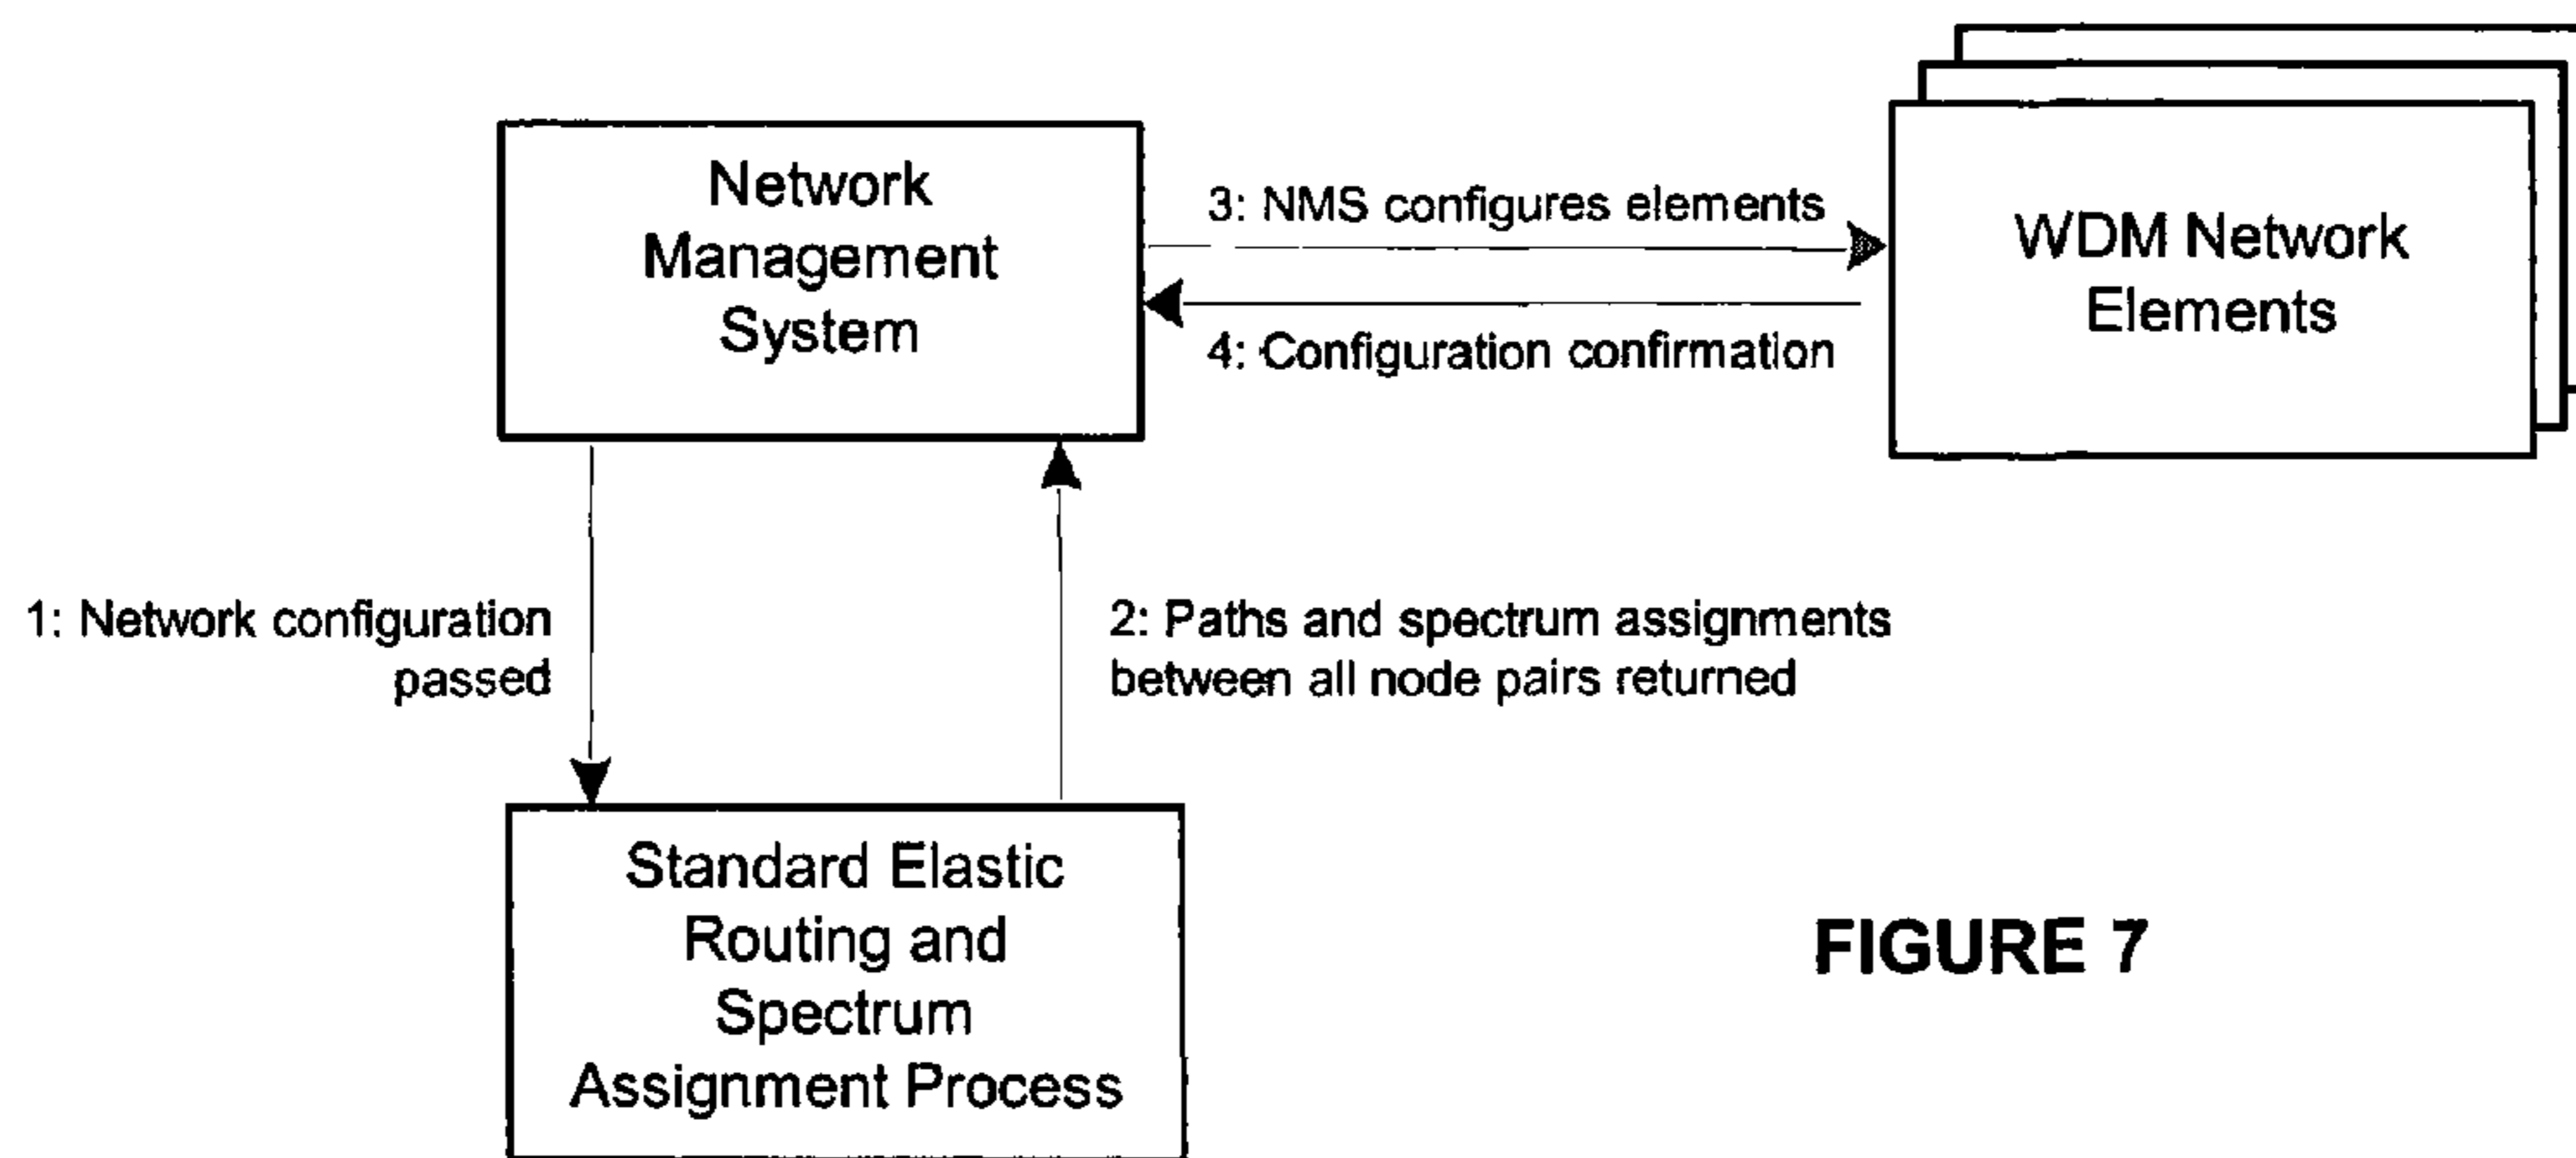 Network
Management
System
3: NMS configures elements
4: Configuration confirmation
WDM Network
Elements
1: Network configuration
passed
2: Paths and spectrum assignments
between all node pairs returned
Standard Elastic
Routing and
Spectrum
Assignment Process
FIGURE 7